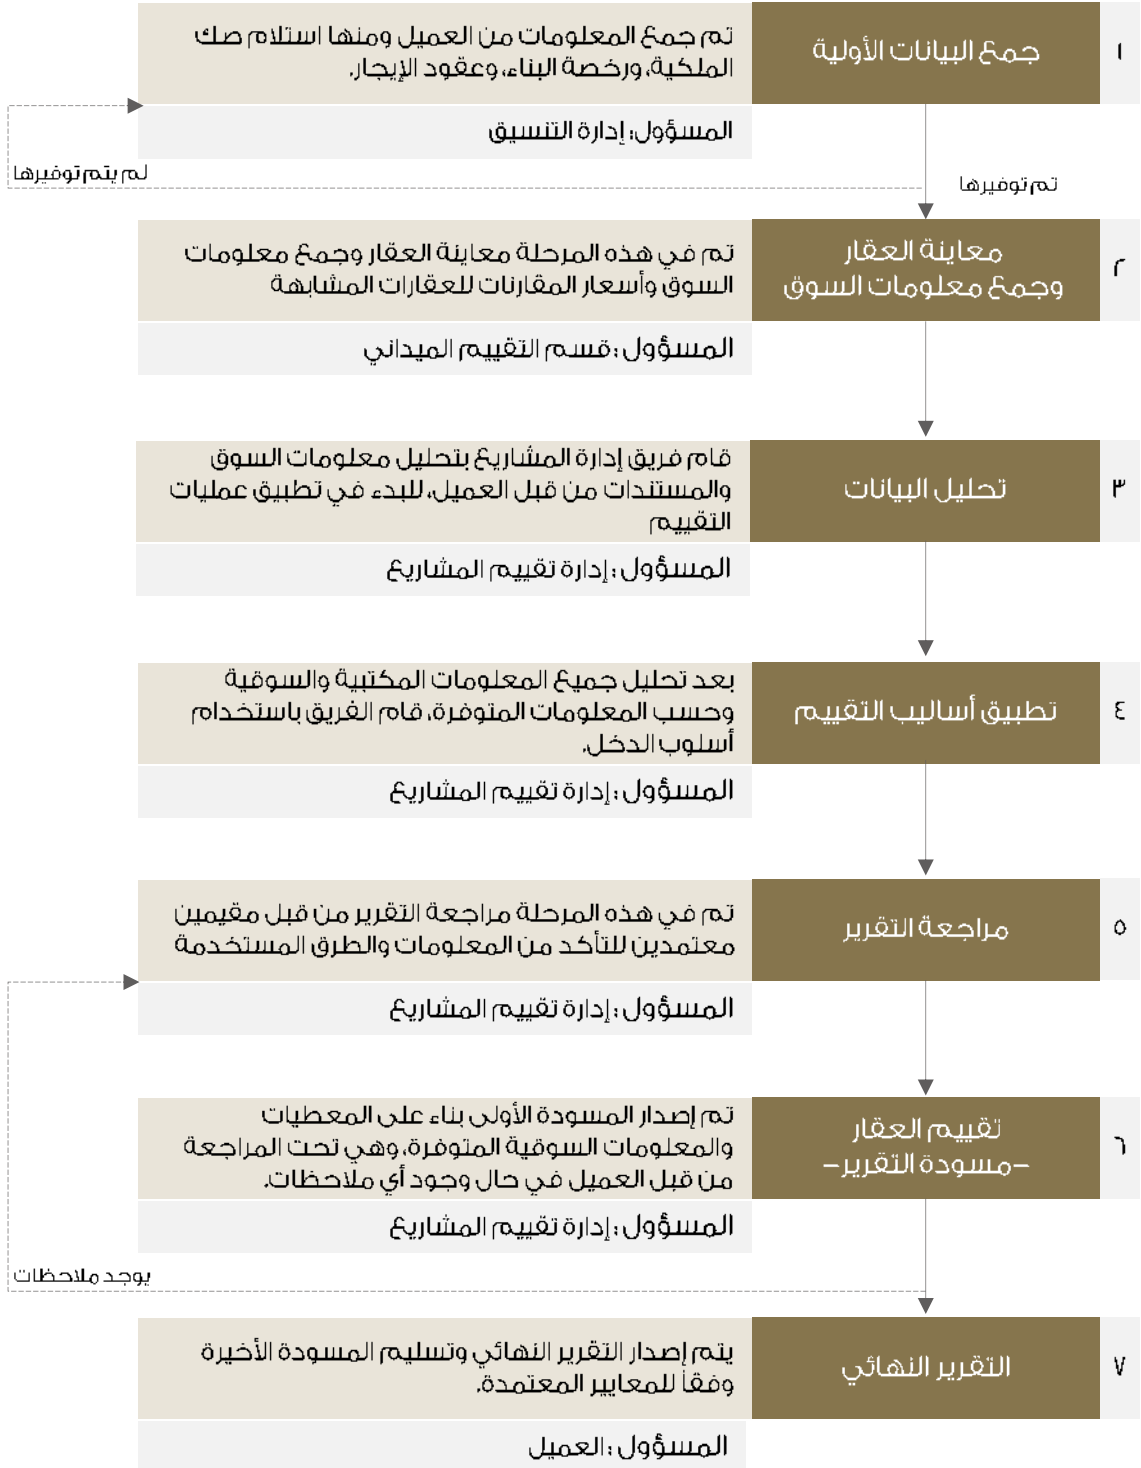 ١
جمع البيانات الأولية
تم جمع المعلومات من العميل ومنها استلام صك
الملكية، ورخصة البناء، وعقود الإيجار.
المسؤول: إدارة التنسيق
لم يتم توفيرها
تم توفيرها
٢
معاينة العقار
وجمع معلومات السوق
تم في هذه المرحلة معاينة العقار وجمع معلومات
السوق وأسعار المقارنات للعقارات المشابهة
المسؤول: قسم التقييم الميداني
٣
تحليل البيانات
قام فريق إدارة المشاريع بتحليل معلومات السوق
والمستندات من قبل العميل، للبدء في تطبيق عمليات
التقييم
المسؤول: إدارة تقييم المشاريع
٤
تطبيق أساليب التقييم
بعد تحليل جميع المعلومات المكتبية والسوقية
وحسب المعلومات المتوفرة، قام الفريق باستخدام
أسلوب الدخل.
المسؤول: إدارة تقييم المشاريع
٥
مراجعة التقرير
تم في هذه المرحلة مراجعة التقرير من قبل مقيمين
معتمدين للتأكد من المعلومات والطرق المستخدمة
المسؤول: إدارة تقييم المشاريع
٦
تقييم العقار
-مسودة التقرير-
تم إصدار المسودة الأولى بناء على المعطيات
والمعلومات السوقية المتوفرة، وهي تحت المراجعة
من قبل العميل في حال وجود أي ملاحظات.
المسؤول: إدارة تقييم المشاريع
يوجد ملاحظات
٧
التقرير النهائي
يتم إصدار التقرير النهائي وتسليم المسودة الأخيرة
وفقاً للمعايير المعتمدة.
المسؤول: العميل